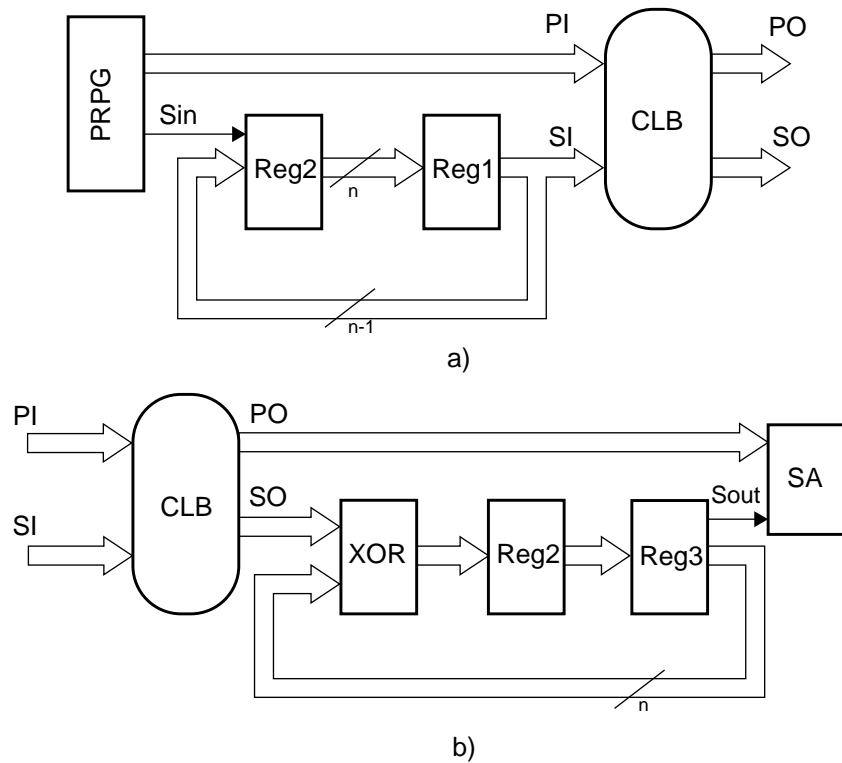 PI
PO
PRPG
Sin
CLB
SI
SO
Reg2
n
Reg1
n-1
a)
PI
PO
SO
Sout
SA
CLB
SI
XOR
Reg2
Reg3
n
b)